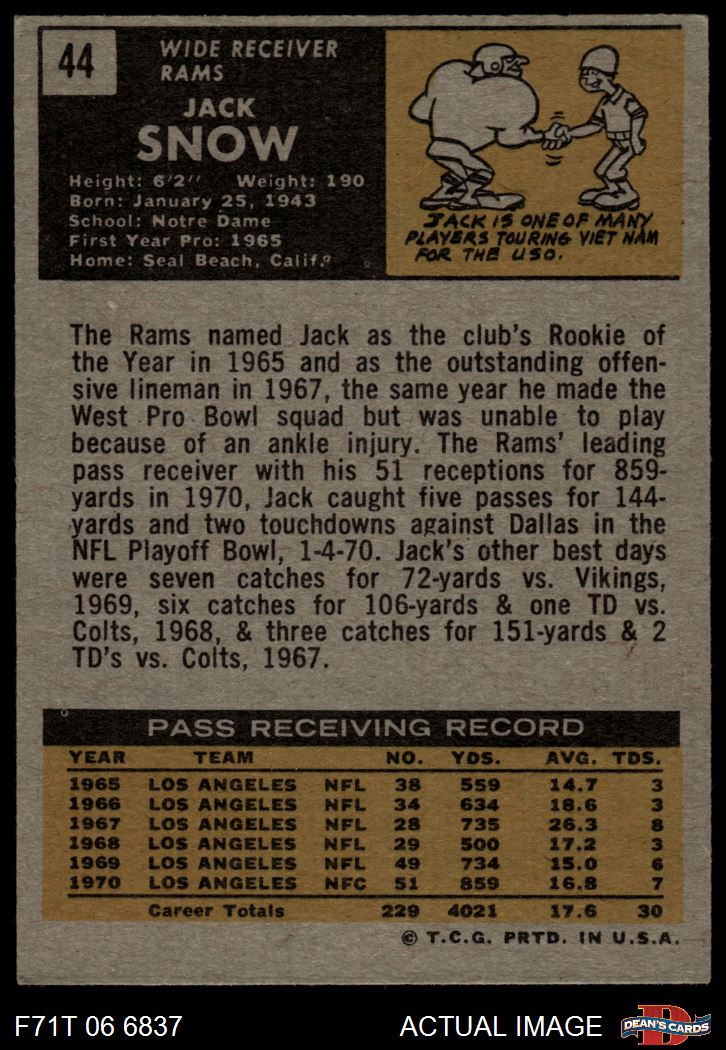 44
WIDE RECEIVER
RAMS
JACK
SNOW
Height: 6'2" Weight: 190
Born: January 25, 1943
School: Notre Dame
First Year Pro: 1965
Home: Seal Beach, Calif.
JACK IS ONE OF MANY
PLAYERS TOURING VIET NAM
FOR THE USO.
The Rams named Jack as the club's Rookie of
the Year in 1965 and as the outstanding offen-
sive lineman in 1967, the same year he made the
West Pro Bowl squad but was unable to play
because of an ankle injury. The Rams' leading
pass receiver with his 51 receptions for 859-
yards in 1970, Jack caught five passes for 144-
yards and two touchdowns against Dallas in the
NFL Playoff Bowl, 1-4-70. Jack's other best days
were seven catches for 72-yards vs. Vikings,
1969, six catches for 106-yards & one TD vs.
Colts, 1968, & three catches for 151-yards & 2
TD's vs. Colts, 1967.
PASS RECEIVING RECORD
YEAR TEAM NO. YDS. AVG. TDS.
1965 LOS ANGELES NFL 38 559 14.7 3
1966 LOS ANGELES NFL 34 634 18.6 3
1967 LOS ANGELES NFL 28 735 26.3 8
1968 LOS ANGELES NFL 29 500 17.2 3
1969 LOS ANGELES NFL 49 734 15.0 6
1970 LOS ANGELES NFC 51 859 16.8 7
Career Totals 229 4021 17.6 30
© T.C.G. PRTD. IN U.S.A.
F71T 06 6837 ACTUAL IMAGE
D
DEAN'S CARDS